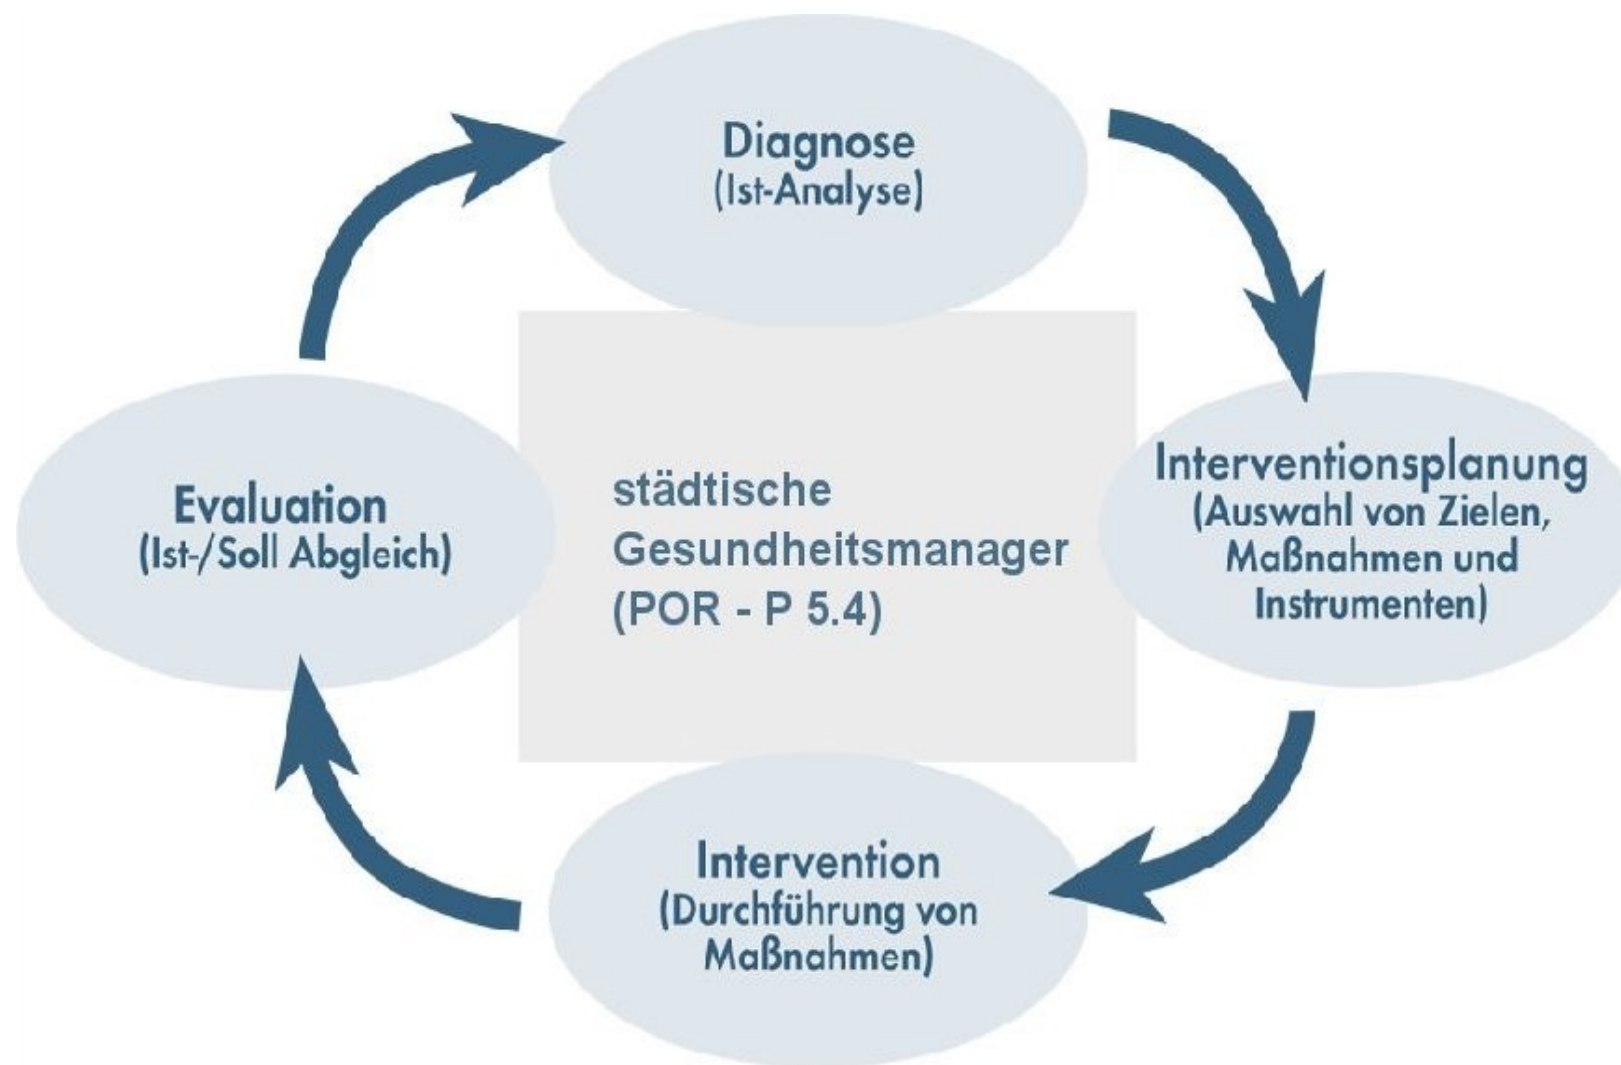 Diagnose
(Ist-Analyse)
Interventionsplanung
(Auswahl von Zielen,
Maßnahmen und
Instrumenten)
Intervention
(Durchführung von
Maßnahmen)
Evaluation
(Ist-/Soll Abgleich)
städtische
Gesundheitsmanager
(POR - P 5.4)